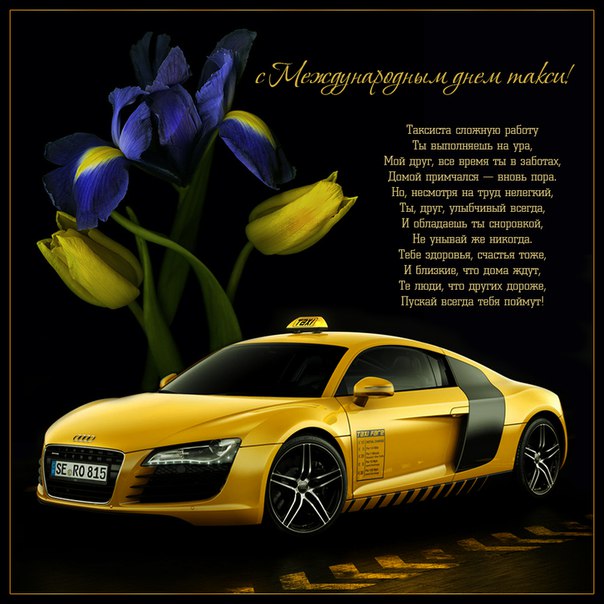 с Международным днем такси!
Таксиста сложную работу
Ты выполняешь на ура,
Мой друг, все время ты в заботах,
Домой примчался — вновь пора.
Но, несмотря на труд нелегкий,
Ты, друг, улыбчивый всегда,
И обладаешь ты сноровкой,
Не унывай же никогда.
Тебе здоровья, счастья тоже,
И близкие, что дома ждут,
Те люди, что других дороже,
Пускай всегда тебя поймут!
TAXI
Taxi Fare
SE RO 815